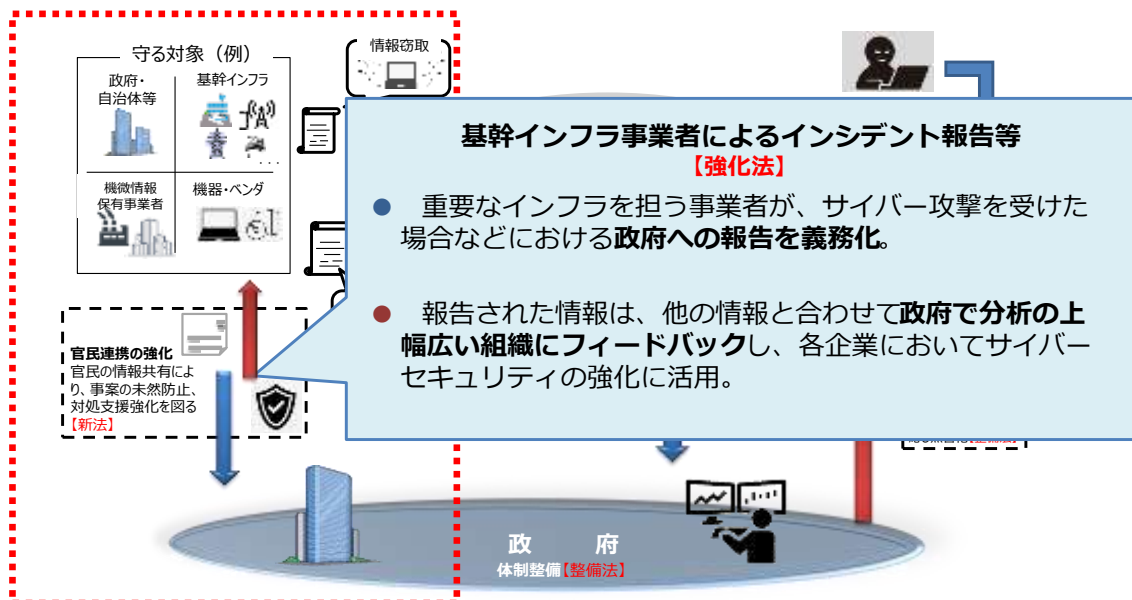 守る対象（例）
政府・
自治体等
基幹インフラ
...
機微情報
保有事業者
機器・ベンダ
情報窃取
基幹インフラ事業者によるインシデント報告等
【強化法】
● 重要なインフラを担う事業者が、サイバー攻撃を受けた
場合などにおける政府への報告を義務化。
● 報告された情報は、他の情報と合わせて政府で分析の上
幅広い組織にフィードバックし、各企業においてサイバー
セキュリティの強化に活用。
官民連携の強化
官民の情報共有によ
り、事案の未然防止、
対処支援強化を図る
【新法】
政 府
体制整備【整備法】